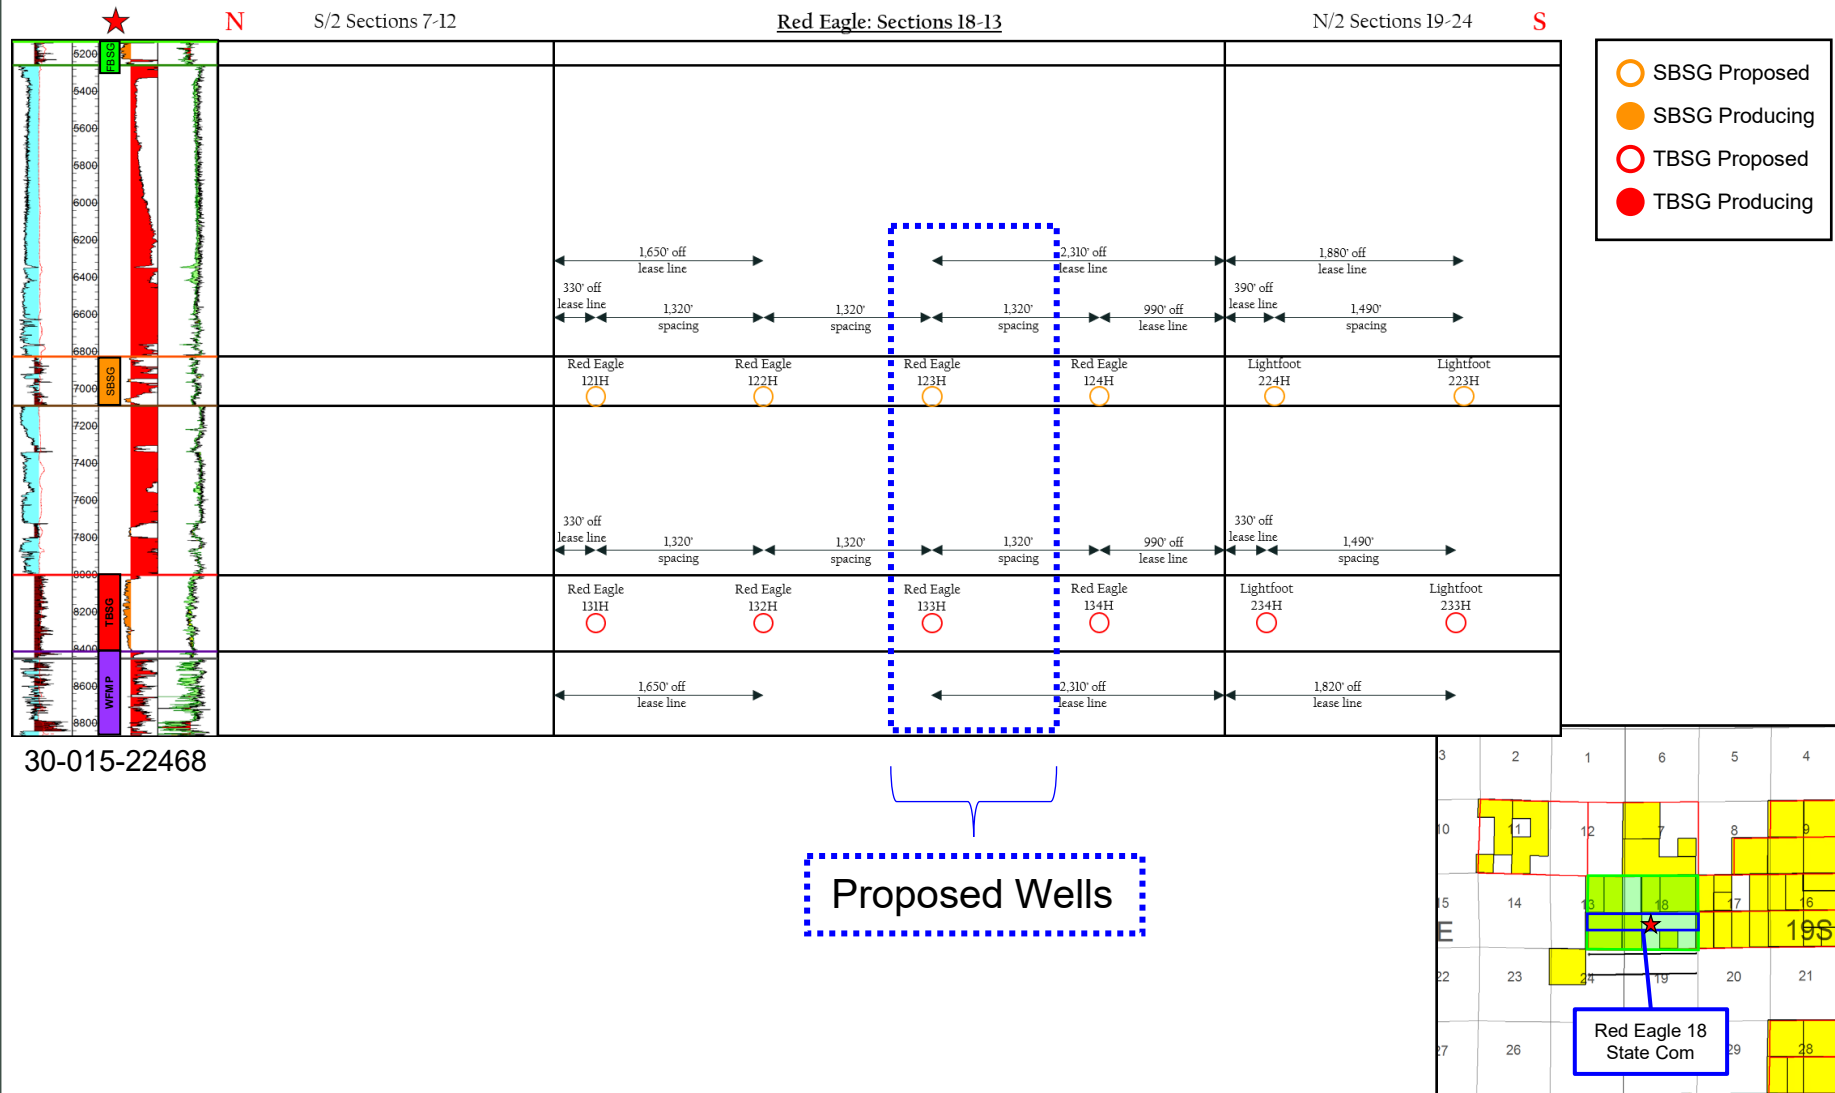 N
S/2 Sections 7-12
Red Eagle: Sections 18-13
N/2 Sections 19-24
S
SBSG Proposed
SBSG Producing
TBSG Proposed
TBSG Producing
FBSG
5200
5400
5600
5800
6000
6200
6400
6600
6800
7000
7200
7400
7600
7800
8000
8200
8400
8600
8800
SBSG
TBSG
WFMP
1,650' off
lease line
2,310' off
lease line
1,880' off
lease line
330' off
lease line
1,320'
spacing
1,320'
spacing
1,320'
spacing
990' off
lease line
390' off
lease line
1,490'
spacing
Red Eagle
121H
Red Eagle
122H
Red Eagle
123H
Red Eagle
124H
Lightfoot
224H
Lightfoot
223H
330' off
lease line
1,320'
spacing
1,320'
spacing
1,320'
spacing
990' off
lease line
330' off
lease line
1,490'
spacing
Red Eagle
131H
Red Eagle
132H
Red Eagle
133H
Red Eagle
134H
Lightfoot
234H
Lightfoot
233H
1,650' off
lease line
2,310' off
lease line
1,820' off
lease line
30-015-22468
Proposed Wells
3 2 1 6 5 4
10 11 12 7 8 9
15 14 13 18 17 16
E 19S
22 23 24 19 20 21
27 26 29 28
Red Eagle 18
State Com